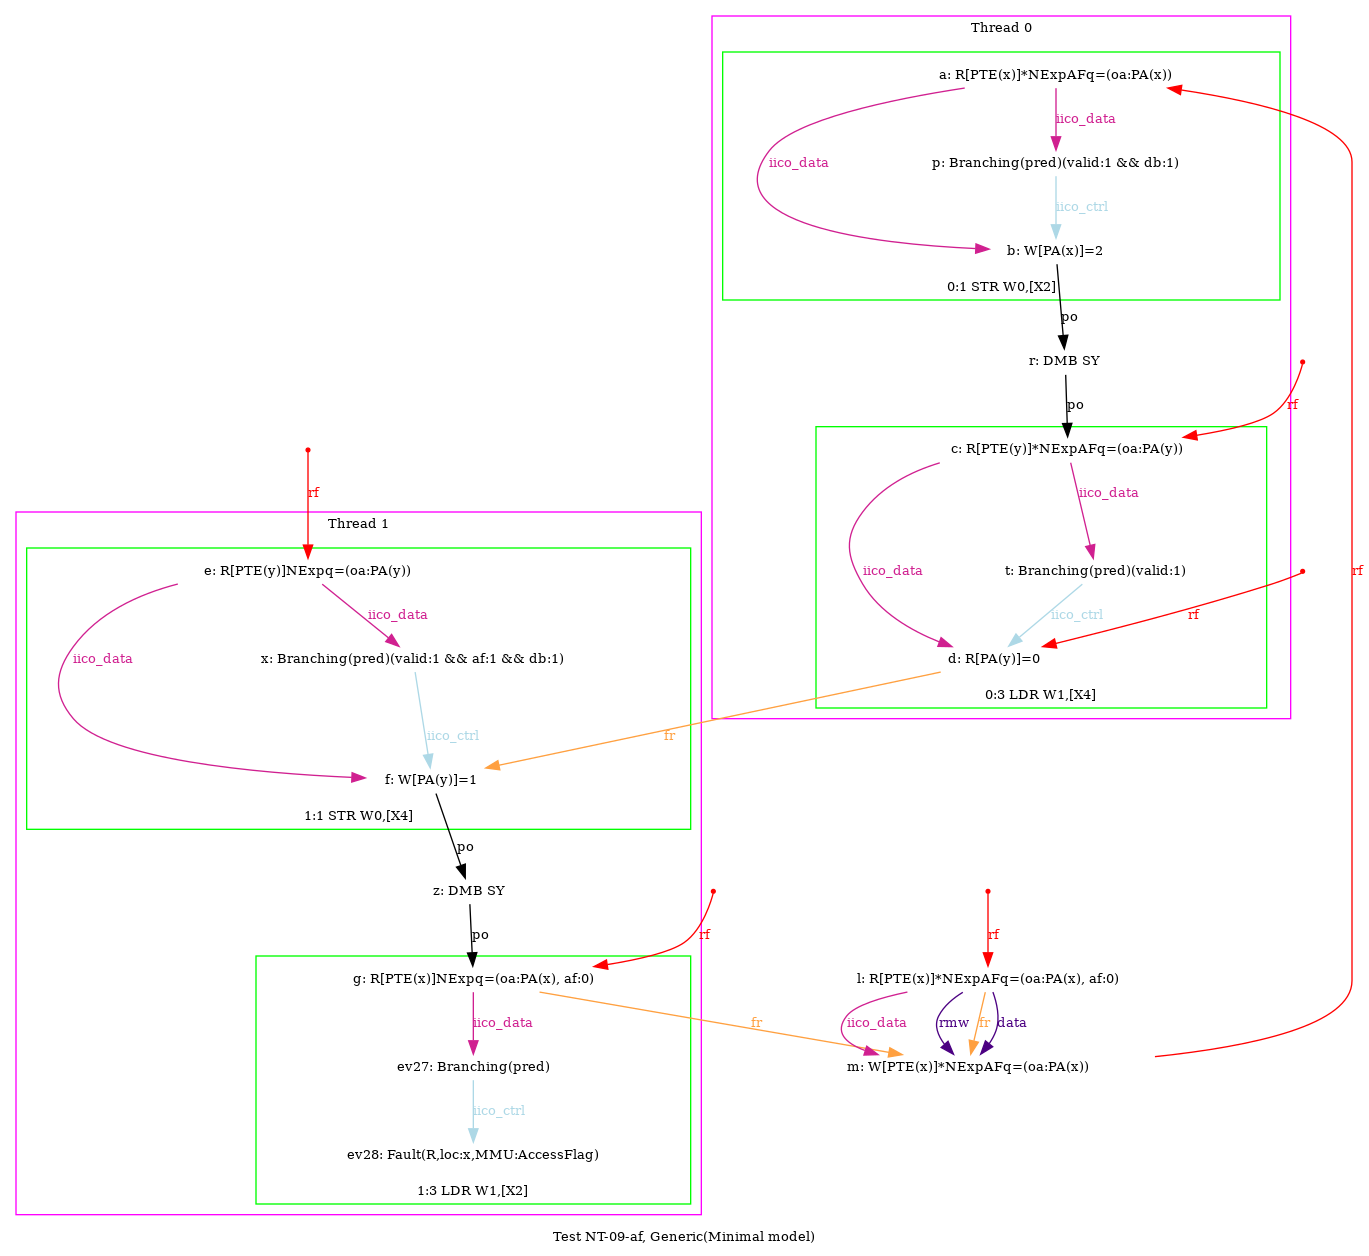 Thread 0
a: R[PTE(x)]*NExpAFq=(oa:PA(x))
iico_data
iico_data
p: Branching(pred)(valid:1 && db:1)
iico_ctrl
b: W[PA(x)]=2
0:1 STR W0,[X2]
po
r: DMB SY
po
rf
c: R[PTE(y)]*NExpAFq=(oa:PA(y))
iico_data
iico_data
t: Branching(pred)(valid:1)
rf
iico_ctrl
rf
d: R[PA(y)]=0
0:3 LDR W1,[X4]
fr
rf
Thread 1
e: R[PTE(y)]NExpq=(oa:PA(y))
iico_data
iico_data
x: Branching(pred)(valid:1 && af:1 && db:1)
iico_ctrl
f: W[PA(y)]=1
1:1 STR W0,[X4]
po
z: DMB SY
po
rf
g: R[PTE(x)]NExpq=(oa:PA(x), af:0)
iico_data
fr
ev27: Branching(pred)
iico_ctrl
ev28: Fault(R,loc:x,MMU:AccessFlag)
1:3 LDR W1,[X2]
rf
l: R[PTE(x)]*NExpAFq=(oa:PA(x), af:0)
iico_data
rmw
fr
data
m: W[PTE(x)]*NExpAFq=(oa:PA(x))
Test NT-09-af, Generic(Minimal model)